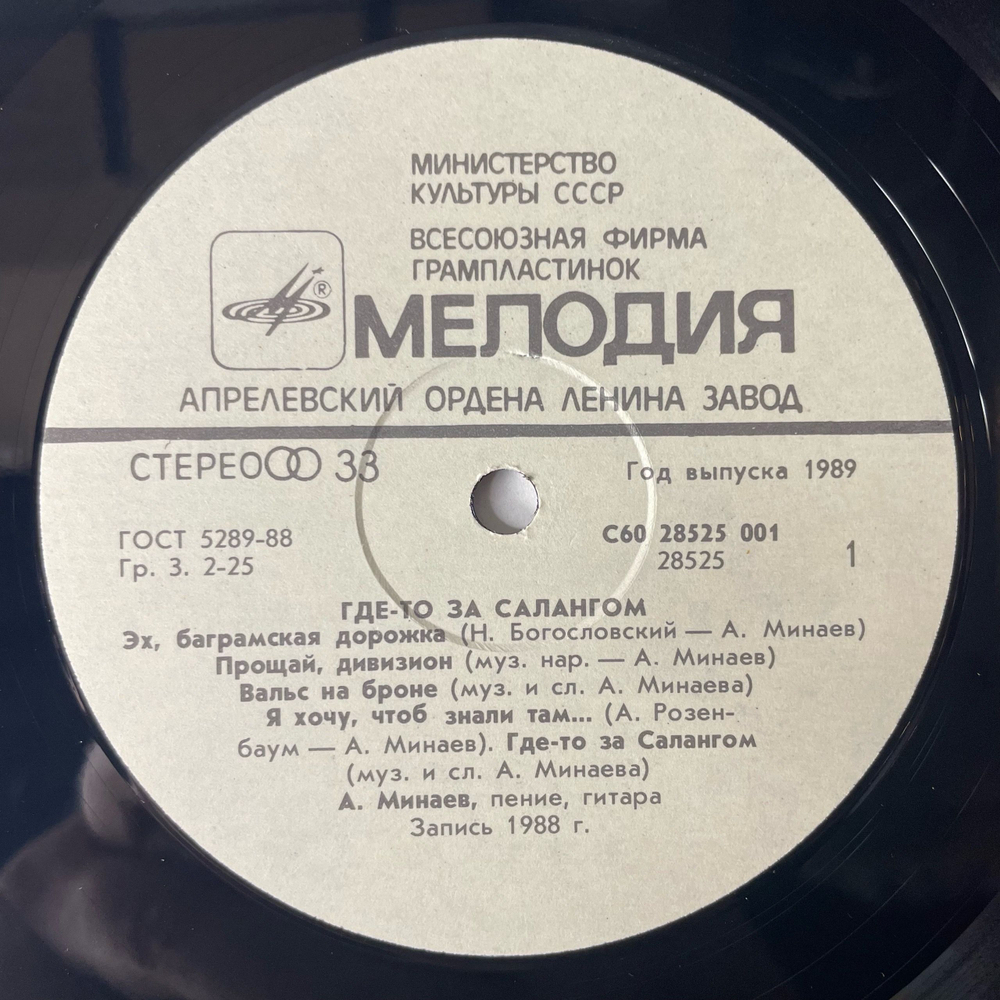 МИНИСТЕРСТВО
КУЛЬТУРЫ СССР
ВСЕСОЮЗНАЯ ФИРМА
ГРАМПЛАСТИНОК
®
МЕЛОДИЯ
АПРЕЛЕВСКИЙ ОРДЕНА ЛЕНИНА ЗАВОД
СТЕРЕО 33
Год выпуска 1989
ГОСТ 5289-88
Гр. 3. 2-25
С60 28525 001
28525
1
ГДЕ-ТО ЗА САЛАНГОМ
Эх, баграмская дорожка (Н. Богословский — А. Минаев)
Прощай, дивизион (муз. нар. — А. Минаев)
Вальс на броне (муз. и сл. А. Минаева)
Я хочу, чтоб знали там... (А. Розен-
баум — А. Минаев). Где-то за Салангом
(муз. и сл. А. Минаева)
А. Минаев, пение, гитара
Запись 1988 г.